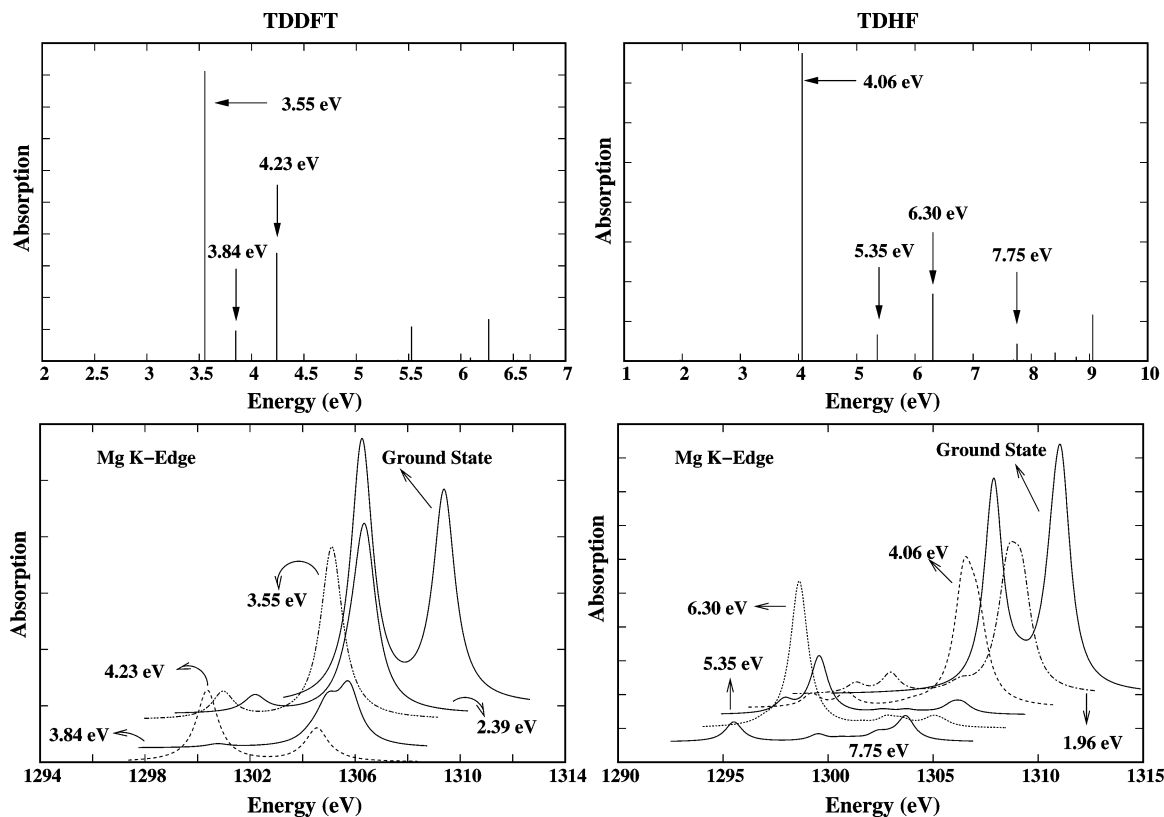 TDDFT
Absorption
3.55 eV
4.23 eV
3.84 eV
2 2.5 3 3.5 4 4.5 5 5.5 6 6.5 7
Energy (eV)
TDHF
Absorption
4.06 eV
6.30 eV
5.35 eV
7.75 eV
1 2 3 4 5 6 7 8 9 10
Energy (eV)
Absorption
Mg K−Edge
Ground State
3.55 eV
4.23 eV
3.84 eV
2.39 eV
1294 1298 1302 1306 1310 1314
Energy (eV)
Absorption
Mg K−Edge
Ground State
4.06 eV
6.30 eV
5.35 eV
7.75 eV
1.96 eV
1290 1295 1300 1305 1310 1315
Energy (eV)